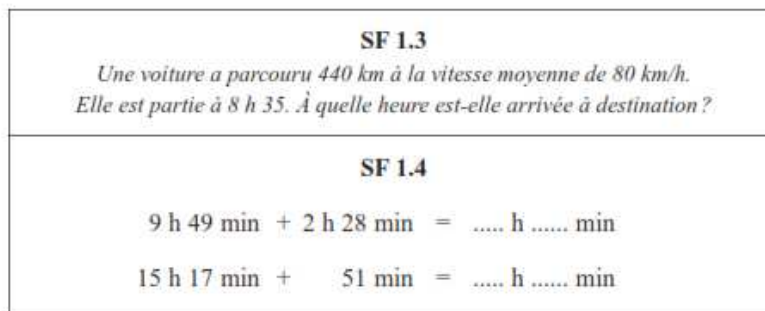 SF 1.3
Une voiture a parcouru 440 km à la vitesse moyenne de 80 km/h.
Elle est partie à 8 h 35. À quelle heure est-elle arrivée à destination ?
SF 1.4
9 h 49 min + 2 h 28 min = ..... h ...... min
15 h 17 min + 51 min = ..... h ...... min